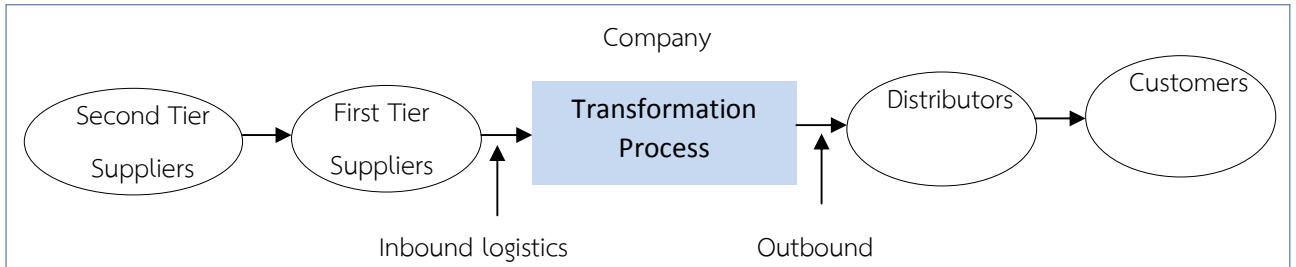 Company
Second Tier
Suppliers
First Tier
Suppliers
Transformation
Process
Distributors
Customers
Inbound logistics
Outbound